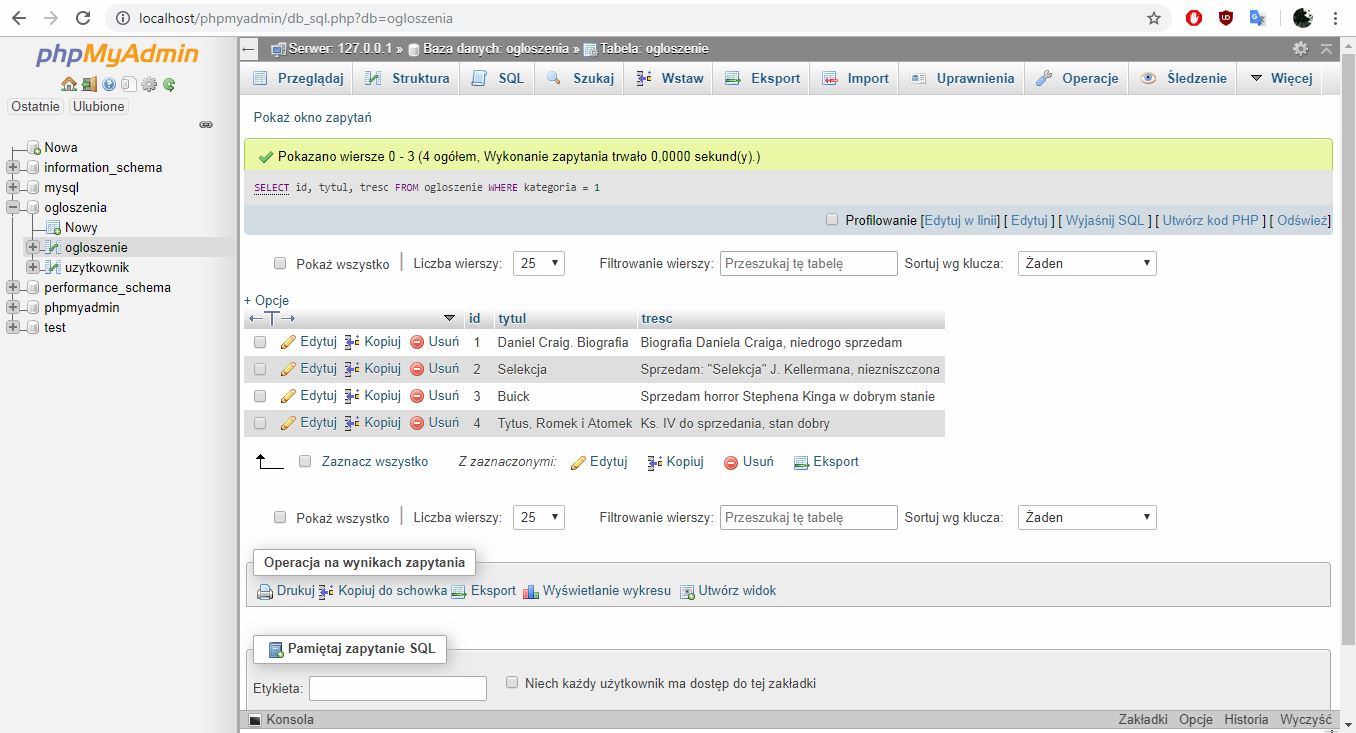 localhost/phpmyadmin/db_sql.php?db=ogloszenia
phpMyAdmin
Ostatnie Ulubione
Nowa
information_schema
mysql
ogloszenia
Nowy
ogloszenie
uzytkownik
performance_schema
phpmyadmin
test
Serwer: 127.0.0.1 » Baza danych: ogloszenia » Tabela: ogloszenie
Przeglądaj Struktura SQL Szukaj Wstaw Eksport Import Uprawnienia Operacje Śledzenie Więcej
Pokaż okno zapytań
Pokazano wiersze 0 - 3 (4 ogółem, Wykonanie zapytania trwało 0,0000 sekund(y).)
SELECT id, tytul, tresc FROM ogloszenie WHERE kategoria = 1
Profilowanie [Edytuj w linii] [ Edytuj ] [ Wyjaśnij SQL ] [ Utwórz kod PHP ] [ Odśwież]
Pokaż wszystko | Liczba wierszy: 25 Filtrowanie wierszy: Przeszukaj tę tabelę Sortuj wg klucza: Żaden
+ Opcje
←T→ id tytul tresc
Edytuj Kopiuj Usuń 1 Daniel Craig. Biografia Biografia Daniela Craiga, niedrogo sprzedam
Edytuj Kopiuj Usuń 2 Selekcja Sprzedam: "Selekcja" J. Kellermana, niezniszczona
Edytuj Kopiuj Usuń 3 Buick Sprzedam horror Stephena Kinga w dobrym stanie
Edytuj Kopiuj Usuń 4 Tytus, Romek i Atomek Ks. IV do sprzedania, stan dobry
Zaznacz wszystko Z zaznaczonymi: Edytuj Kopiuj Usuń Eksport
Pokaż wszystko | Liczba wierszy: 25 Filtrowanie wierszy: Przeszukaj tę tabelę Sortuj wg klucza: Żaden
Operacja na wynikach zapytania
Drukuj Kopiuj do schowka Eksport Wyświetlanie wykresu Utwórz widok
Pamiętaj zapytanie SQL
Etykieta: Niech każdy użytkownik ma dostęp do tej zakładki
Konsola Zakładki Opcje Historia Wyczyść